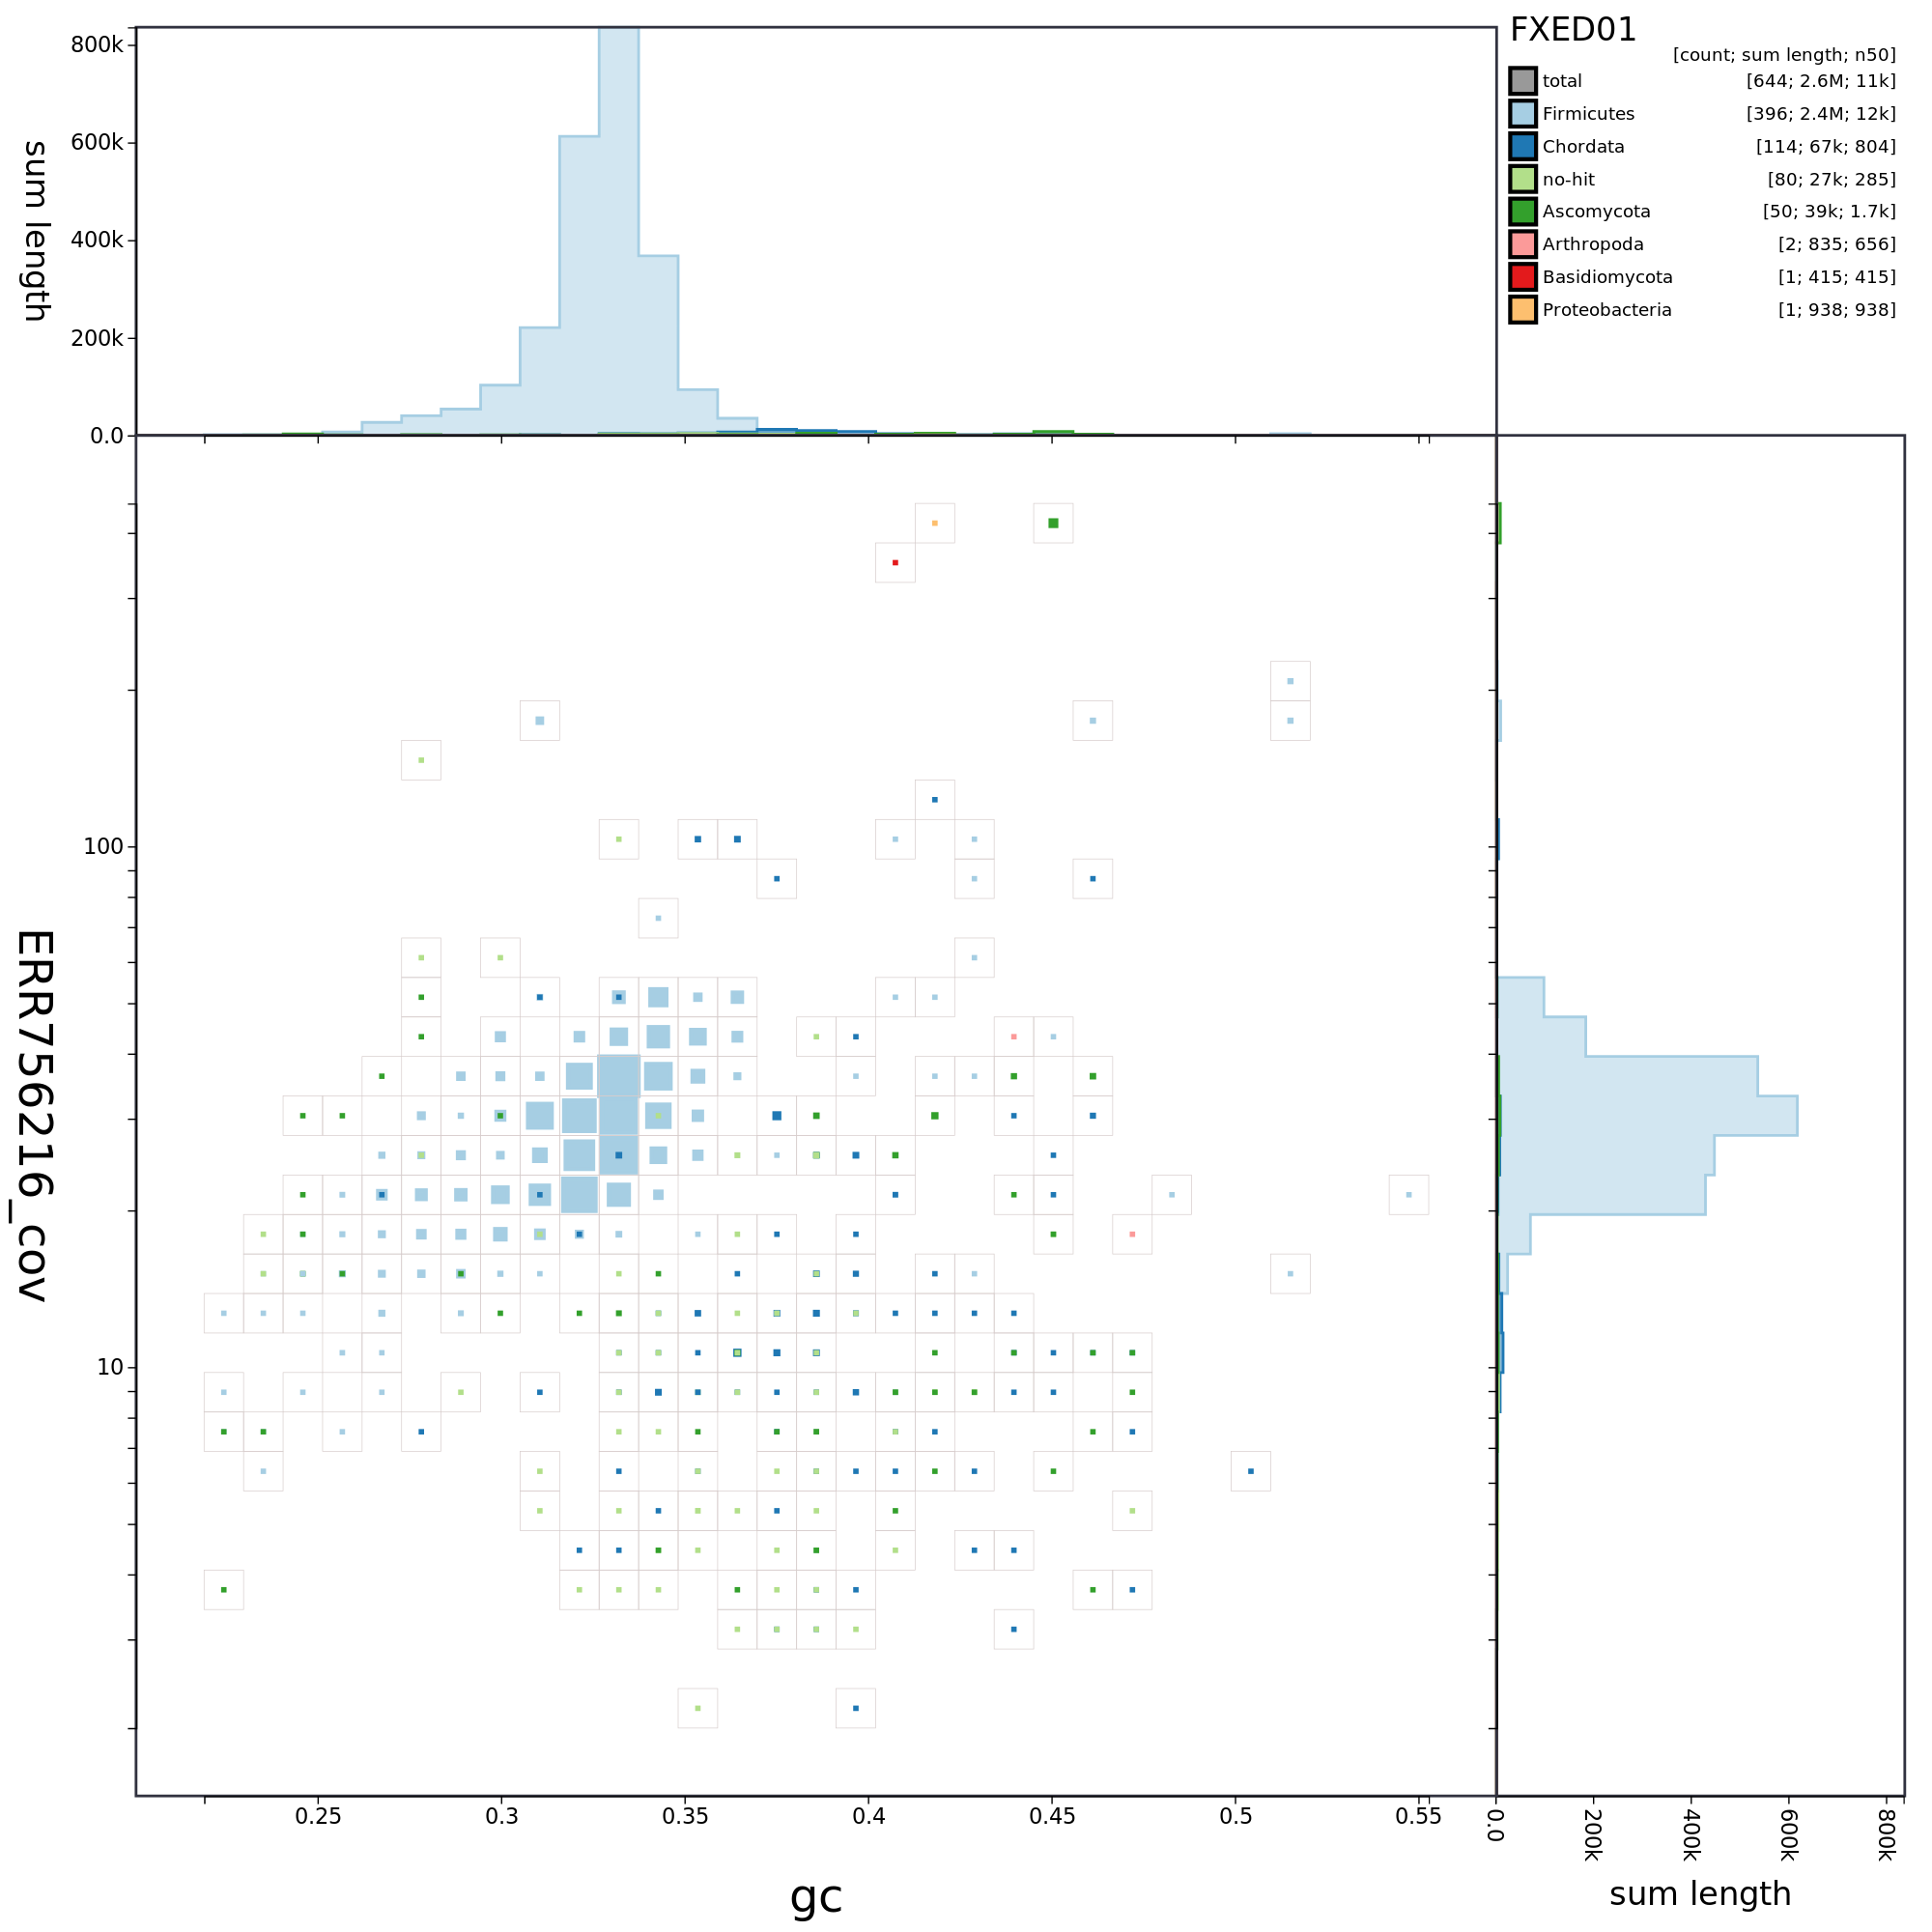 FXED01
[count; sum length; n50]
total [644; 2.6M; 11k]
Firmicutes [396; 2.4M; 12k]
Chordata [114; 67k; 804]
no-hit [80; 27k; 285]
Ascomycota [50; 39k; 1.7k]
Arthropoda [2; 835; 656]
Basidiomycota [1; 415; 415]
Proteobacteria [1; 938; 938]
sum length
800k
600k
400k
200k
0.0
ERR756216_cov
100
10
0.25 0.3 0.35 0.4 0.45 0.5 0.55
gc
0.0 200k 400k 600k 800k
sum length